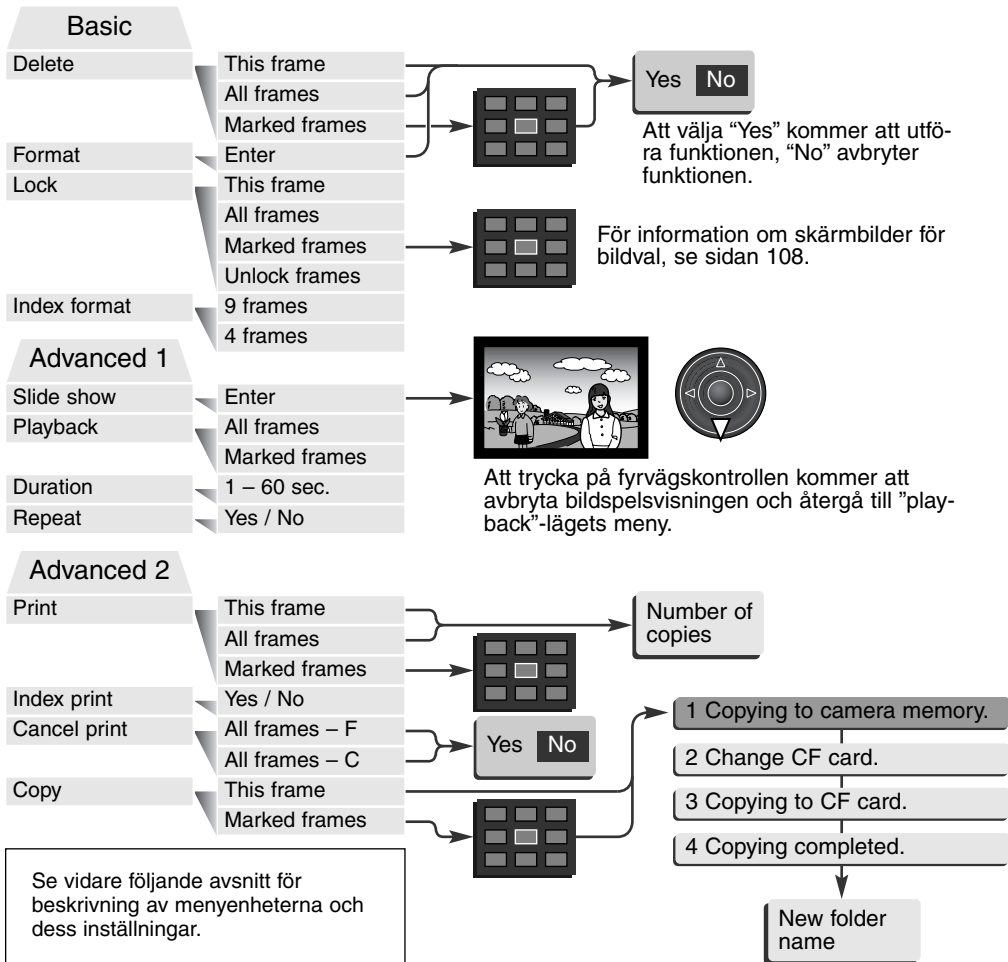 Basic
Delete
This frame
All frames
Marked frames
Yes No
Att välja “Yes” kommer att utfö-
ra funktionen, “No” avbryter
funktionen.
Format
Enter
Lock
This frame
All frames
Marked frames
Unlock frames
För information om skärmbilder för
bildval, se sidan 108.
Index format
9 frames
4 frames
Advanced 1
Slide show
Enter
Playback
All frames
Marked frames
Duration
1 – 60 sec.
Repeat
Yes / No
Att trycka på fyrvägskontrollen kommer att
avbryta bildspelsvisningen och återgå till ”play-
back”-lägets meny.
Advanced 2
Print
This frame
All frames
Marked frames
Number of
copies
Index print
Yes / No
Cancel print
All frames – F
All frames – C
Yes No
Copy
This frame
Marked frames
1 Copying to camera memory.
2 Change CF card.
3 Copying to CF card.
4 Copying completed.
New folder
name
Se vidare följande avsnitt för
beskrivning av menyenheterna och
dess inställningar.